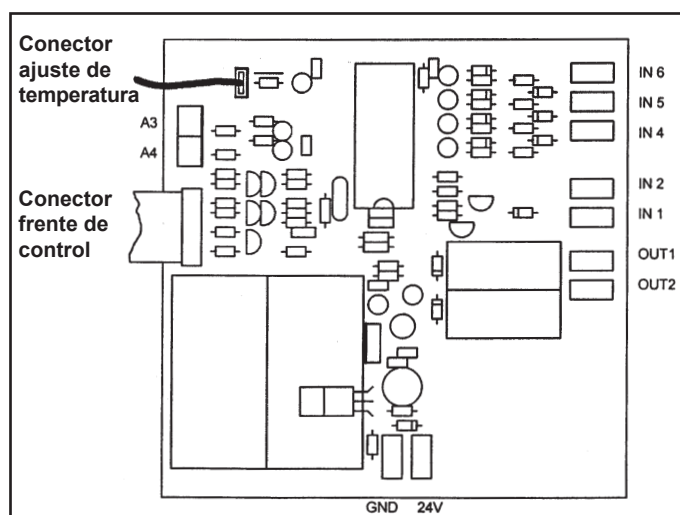 Conector
ajuste de
temperatura
A3
A4
Conector
frente de
control
IN 6
IN 5
IN 4
IN 2
IN 1
OUT1
OUT2
GND 24V